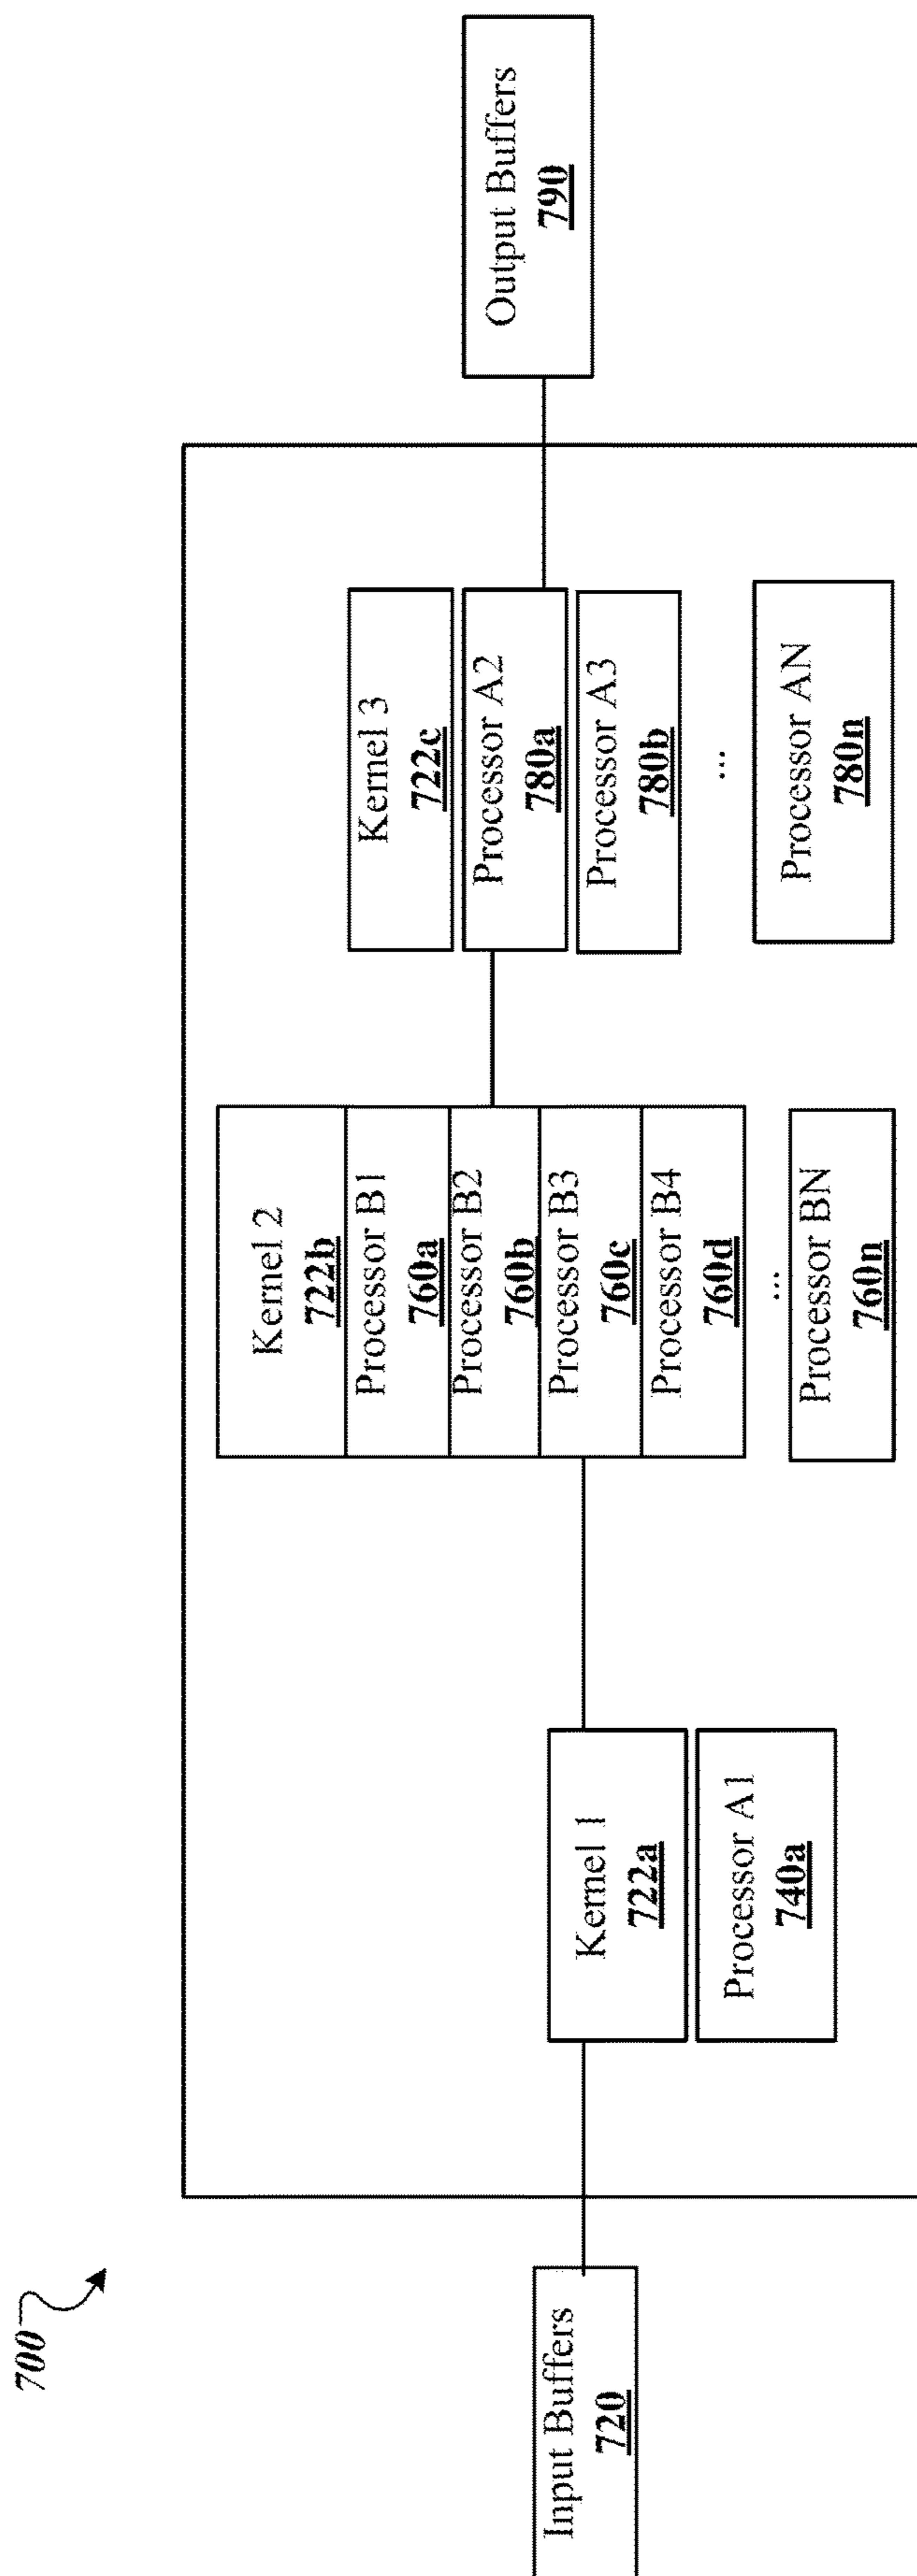 700
Input Buffers
720
Kernel 1
722a
Processor A1
740a
Kernel 2
722b
Processor B1
760a
Processor B2
760b
Processor B3
760c
Processor B4
760d
...
Processor BN
760n
Kernel 3
722c
Processor A2
780a
Processor A3
780b
...
Processor AN
780n
Output Buffers
790